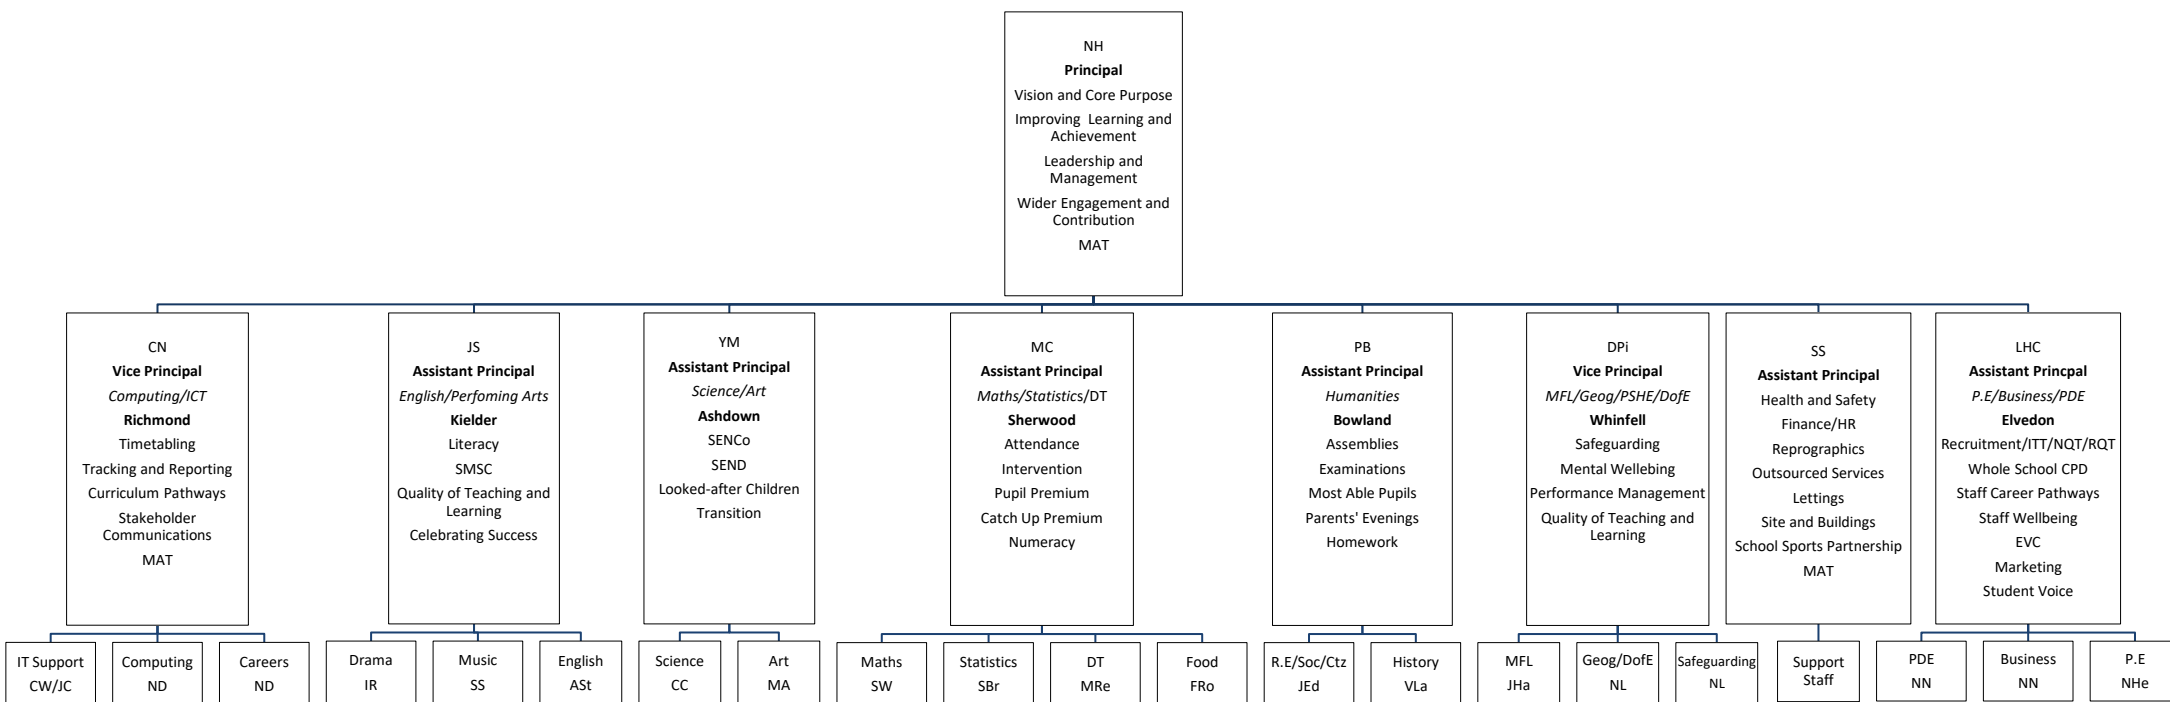 NH
Principal
Vision and Core Purpose
Improving Learning and
Achievement
Leadership and
Management
Wider Engagement and
Contribution
MAT
CN
Vice Principal
Computing/ICT
Richmond
Timetabling
Tracking and Reporting
Curriculum Pathways
Stakeholder
Communications
MAT
JS
Assistant Principal
English/Perfoming Arts
Kielder
Literacy
SMSC
Quality of Teaching and
Learning
Celebrating Success
YM
Assistant Principal
Science/Art
Ashdown
SENCo
SEND
Looked-after Children
Transition
MC
Assistant Principal
Maths/Statistics/DT
Sherwood
Attendance
Intervention
Pupil Premium
Catch Up Premium
Numeracy
PB
Assistant Principal
Humanities
Bowland
Assemblies
Examinations
Most Able Pupils
Parents' Evenings
Homework
DPi
Vice Principal
MFL/Geog/PSHE/DofE
Whinfell
Safeguarding
Mental Wellebing
Performance Management
Quality of Teaching and
Learning
SS
Assistant Principal
Health and Safety
Finance/HR
Reprographics
Outsourced Services
Lettings
Site and Buildings
School Sports Partnership
MAT
LHC
Assistant Princpal
P.E/Business/PDE
Elvedon
Recruitment/ITT/NQT/RQT
Whole School CPD
Staff Career Pathways
Staff Wellbeing
EVC
Marketing
Student Voice
IT Support
CW/JC
Computing
ND
Careers
ND
Drama
IR
Music
SS
English
ASt
Science
CC
Art
MA
Maths
SW
Statistics
SBr
DT
MRe
Food
FRo
R.E/Soc/Ctz
JEd
History
VLa
MFL
JHa
Geog/DofE
NL
Safeguarding
NL
Support
Staff
PDE
NN
Business
NN
P.E
NHe